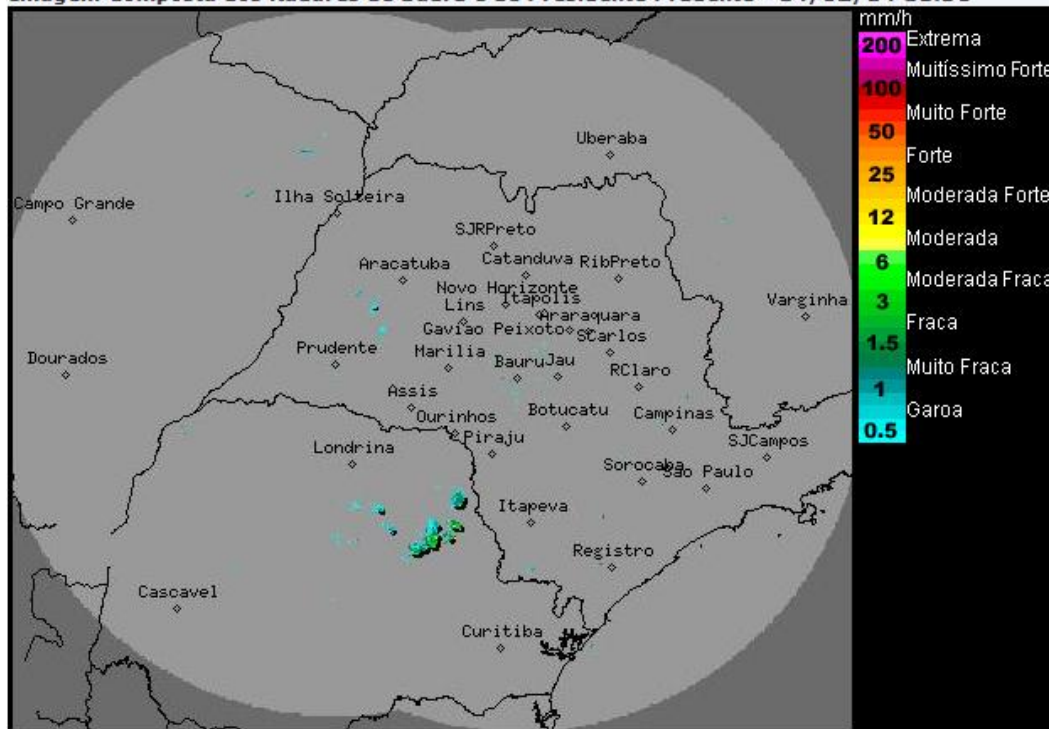 mm/h
200 Extrema
Muitíssimo Forte
100
Muito Forte
50
Forte
25
Moderada Forte
12
Moderada
6
Moderada Fraca
3
Fraca
1.5
Muito Fraca
1
Garoa
0.5
Uberaba
Campo Grande
Ilha Solteira
SJRPreto
Catanduva
RibPreto
Aracatuba
Novo Horizonte
Itapolis
Lins
Araraquara
Varginha
Gaviao Peixoto
SCarlos
Dourados
Prudente
Marilia
Bauru
Jau
RClaro
Assis
Botucatu
Campinas
Ourinhos
Piraju
SJCampos
Londrina
Sorocaba
Sao Paulo
Itapeva
Registro
Cascavel
Curitiba